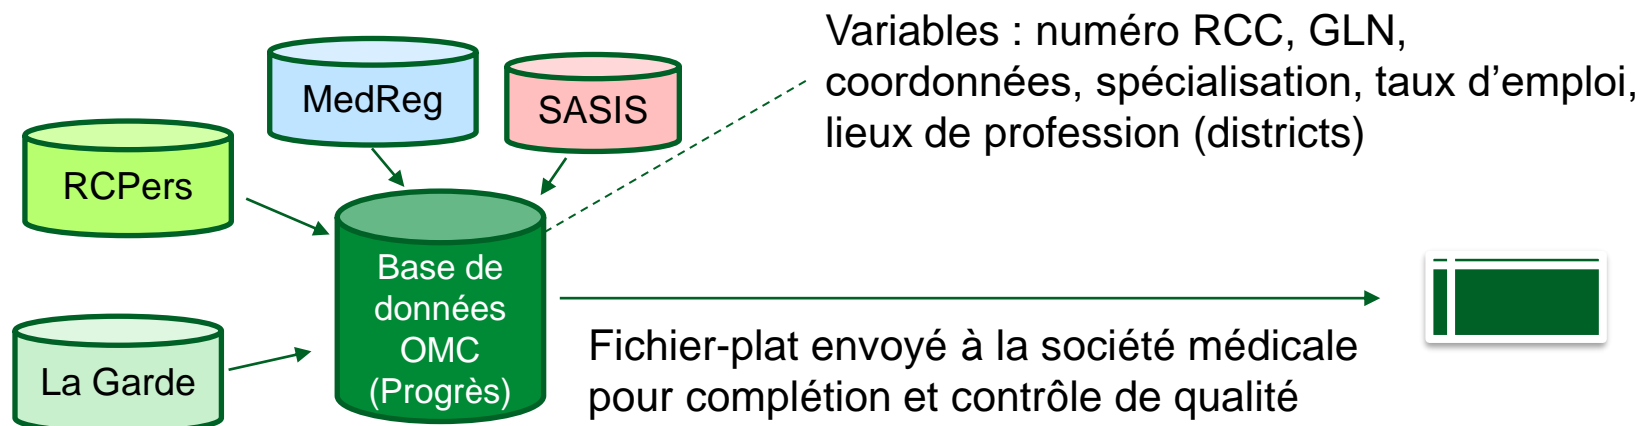 Variables : numéro RCC, GLN,
coordonnées, spécialisation, taux d’emploi,
lieux de profession (districts)
MedReg
SASIS
RCPers
La Garde
Base de
données
OMC
(Progrès)
Fichier-plat envoyé à la société médicale
pour complétion et contrôle de qualité